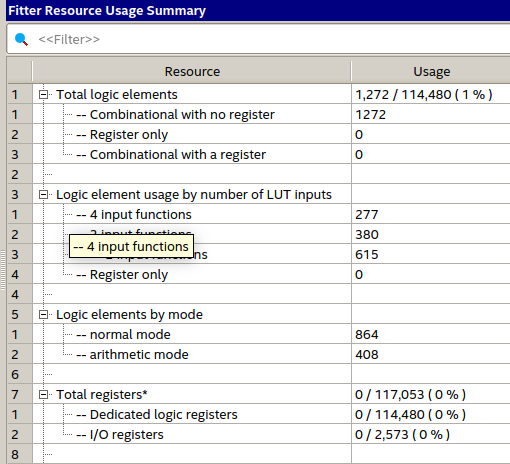 Fitter Resource Usage Summary
<<Filter>>
Resource Usage
1 Total logic elements 1,272 / 114,480 ( 1 % )
1 -- Combinational with no register 1272
2 -- Register only 0
3 -- Combinational with a register 0
2
3 Logic element usage by number of LUT inputs
1 -- 4 input functions 277
2 -- 3 input functions 380
-- 4 input functions
3 functions 615
4 -- Register only 0
4
5 Logic elements by mode
1 -- normal mode 864
2 -- arithmetic mode 408
6
7 Total registers* 0 / 117,053 ( 0 % )
1 -- Dedicated logic registers 0 / 114,480 ( 0 % )
2 -- I/O registers 0 / 2,573 ( 0 % )
8